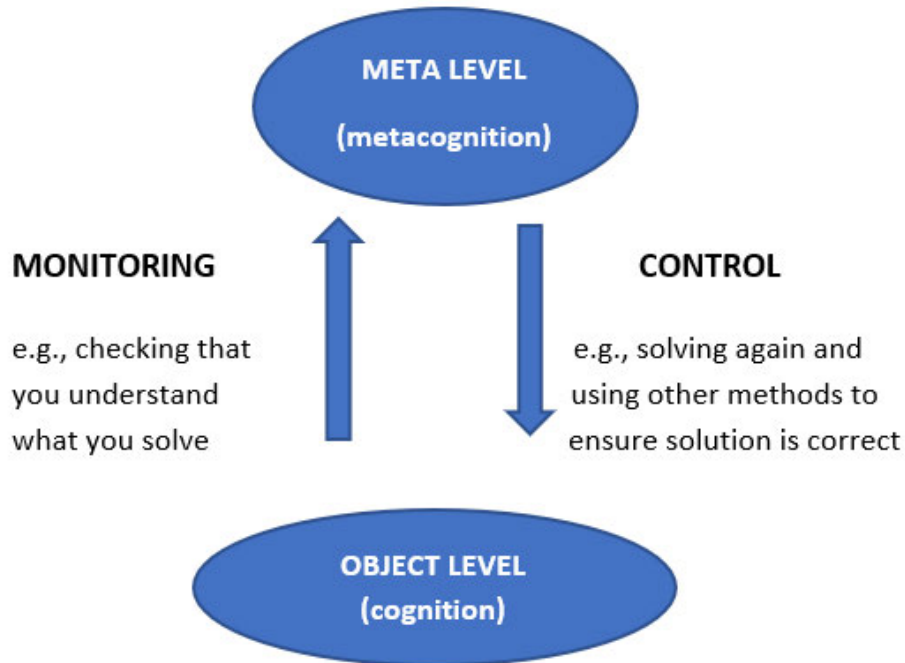 META LEVEL
(metacognition)
MONITORING
e.g., checking that
you understand
what you solve
CONTROL
e.g., solving again and
using other methods to
ensure solution is correct
OBJECT LEVEL
(cognition)